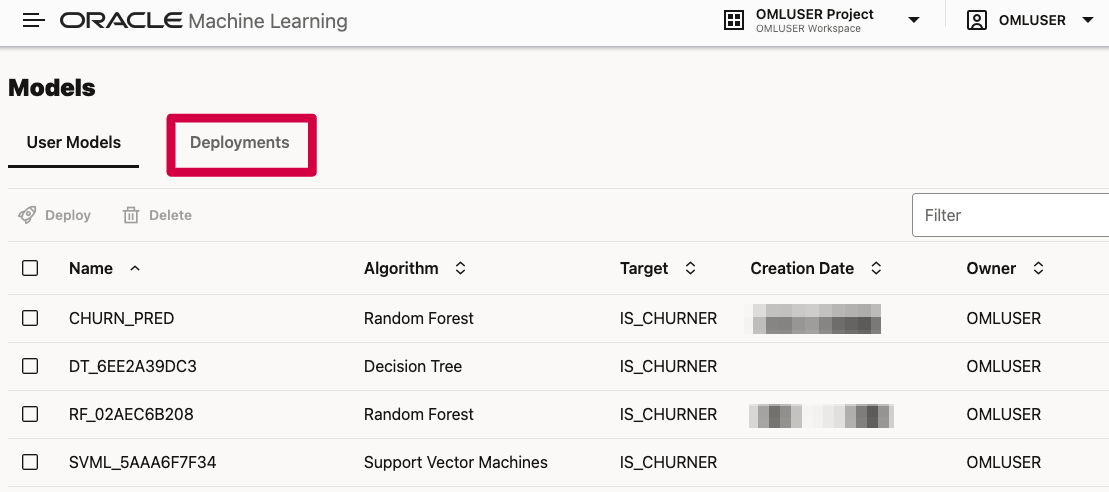 ORACLE Machine Learning
OMLUSER Project
OMLUSER Workspace
OMLUSER
Models
User Models Deployments
Deploy Delete Filter
Name Algorithm Target Creation Date Owner
CHURN_PRED Random Forest IS_CHURNER OMLUSER
DT_6EE2A39DC3 Decision Tree IS_CHURNER OMLUSER
RF_02AEC6B208 Random Forest IS_CHURNER OMLUSER
SVML_5AAA6F7F34 Support Vector Machines IS_CHURNER OMLUSER